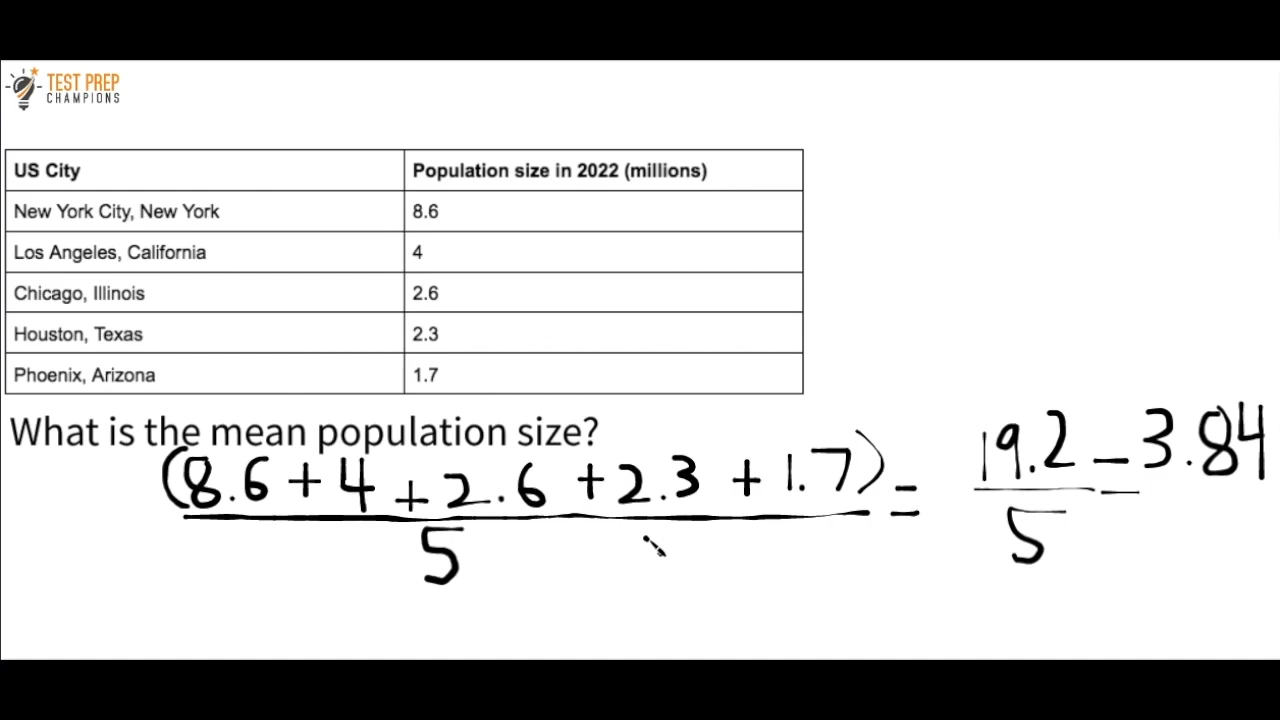 TEST PREP
CHAMPIONS
US City Population size in 2022 (millions)
New York City, New York 8.6
Los Angeles, California 4
Chicago, Illinois 2.6
Houston, Texas 2.3
Phoenix, Arizona 1.7
What is the mean population size?
(8.6 + 4 + 2.6 + 2.3 + 1.7) = 19.2 = 3.84
5 5